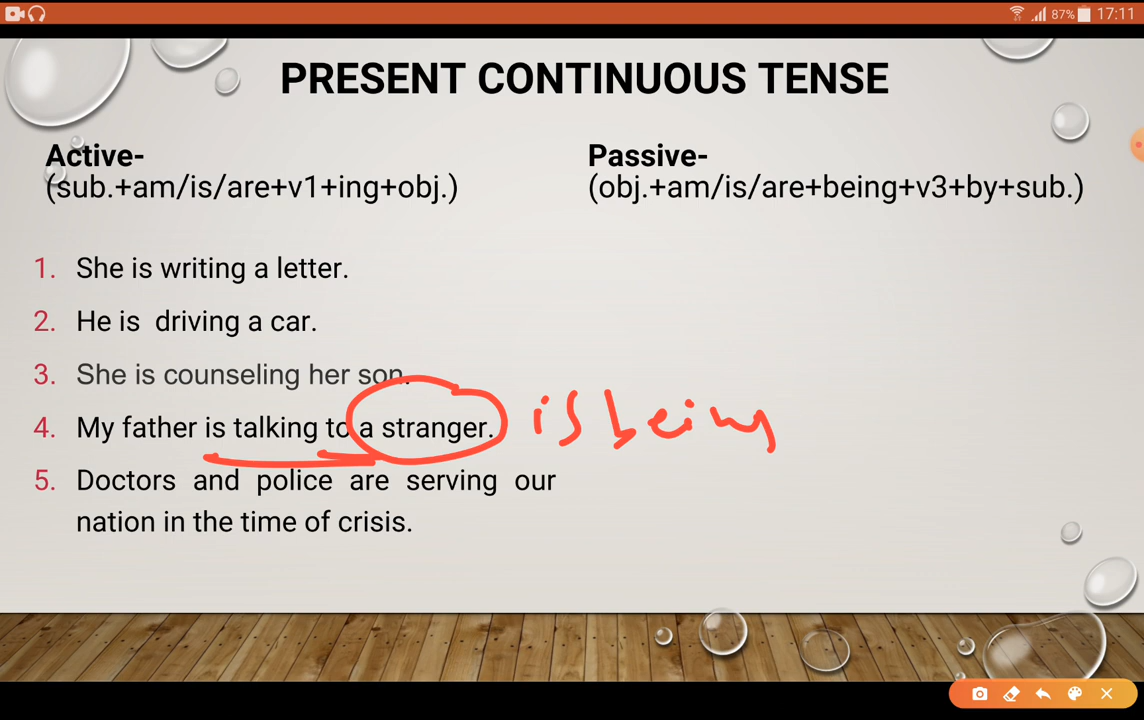 87% 17:11
PRESENT CONTINUOUS TENSE
Active-
(sub.+am/is/are+v1+ing+obj.)
Passive-
(obj.+am/is/are+being+v3+by+sub.)
1. She is writing a letter.
2. He is driving a car.
3. She is counseling her son.
4. My father is talking to a stranger. is being
5. Doctors and police are serving our
nation in the time of crisis.